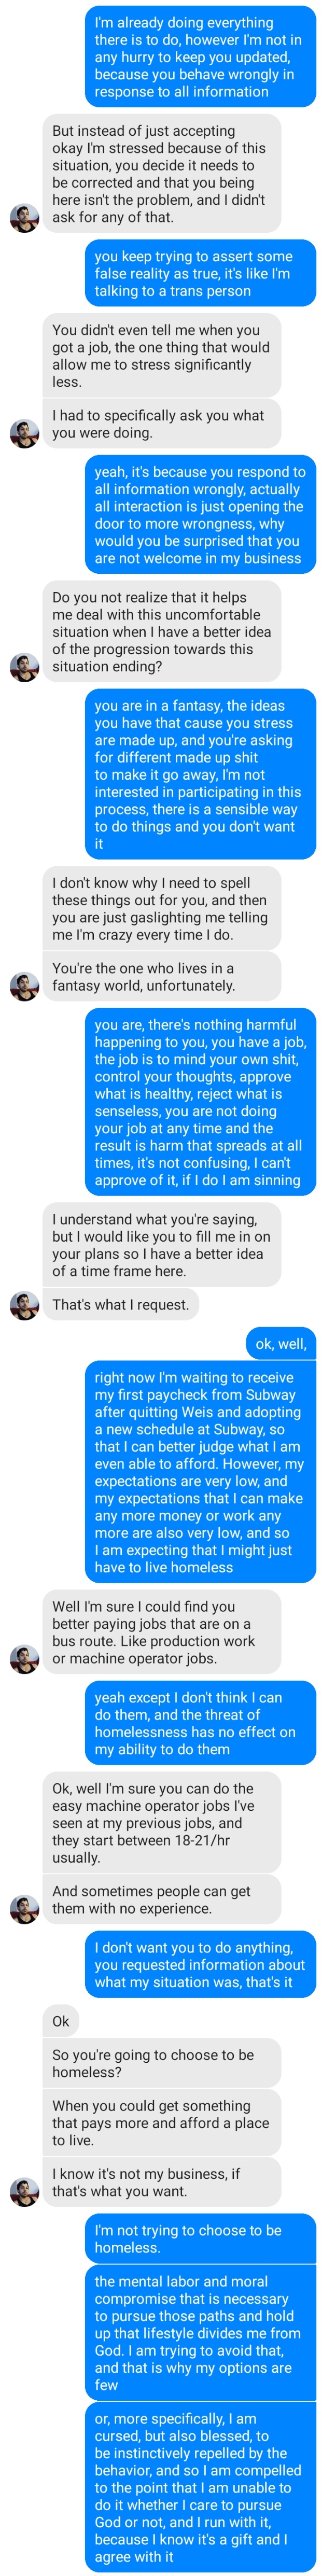 I'm already doing everything
there is to do, however I'm not in
any hurry to keep you updated,
because you behave wrongly in
response to all information
But instead of just accepting
okay I'm stressed because of this
situation, you decide it needs to
be corrected and that you being
here isn't the problem, and I didn't
ask for any of that.
you keep trying to assert some
false reality as true, it's like I'm
talking to a trans person
You didn't even tell me when you
got a job, the one thing that would
allow me to stress significantly
less.
I had to specifically ask you what
you were doing.
yeah, it's because you respond to
all information wrongly, actually
all interaction is just opening the
door to more wrongness, why
would you be surprised that you
are not welcome in my business
Do you not realize that it helps
me deal with this uncomfortable
situation when I have a better idea
of the progression towards this
situation ending?
you are in a fantasy, the ideas
you have that cause you stress
are made up, and you're asking
for different made up shit
to make it go away, I'm not
interested in participating in this
process, there is a sensible way
to do things and you don't want
it
I don't know why I need to spell
these things out for you, and then
you are just gaslighting me telling
me I'm crazy every time I do.
You're the one who lives in a
fantasy world, unfortunately.
you are, there's nothing harmful
happening to you, you have a job,
the job is to mind your own shit,
control your thoughts, approve
what is healthy, reject what is
senseless, you are not doing
your job at any time and the
result is harm that spreads at all
times, it's not confusing, I can't
approve of it, if I do I am sinning
I understand what you're saying,
but I would like you to fill me in on
your plans so I have a better idea
of a time frame here.
That's what I request.
ok, well,
right now I'm waiting to receive
my first paycheck from Subway
after quitting Weis and adopting
a new schedule at Subway, so
that I can better judge what I am
even able to afford. However, my
expectations are very low, and
my expectations that I can make
any more money or work any
more are also very low, and so
I am expecting that I might just
have to live homeless
Well I'm sure I could find you
better paying jobs that are on a
bus route. Like production work
or machine operator jobs.
yeah except I don't think I can
do them, and the threat of
homelessness has no effect on
my ability to do them
Ok, well I'm sure you can do the
easy machine operator jobs I've
seen at my previous jobs, and
they start between 18-21/hr
usually.
And sometimes people can get
them with no experience.
I don't want you to do anything,
you requested information about
what my situation was, that's it
Ok
So you're going to choose to be
homeless?
When you could get something
that pays more and afford a place
to live.
I know it's not my business, if
that's what you want.
I'm not trying to choose to be
homeless.
the mental labor and moral
compromise that is necessary
to pursue those paths and hold
up that lifestyle divides me from
God. I am trying to avoid that,
and that is why my options are
few
or, more specifically, I am
cursed, but also blessed, to
be instinctively repelled by the
behavior, and so I am compelled
to the point that I am unable to
do it whether I care to pursue
God or not, and I run with it,
because I know it's a gift and I
agree with it